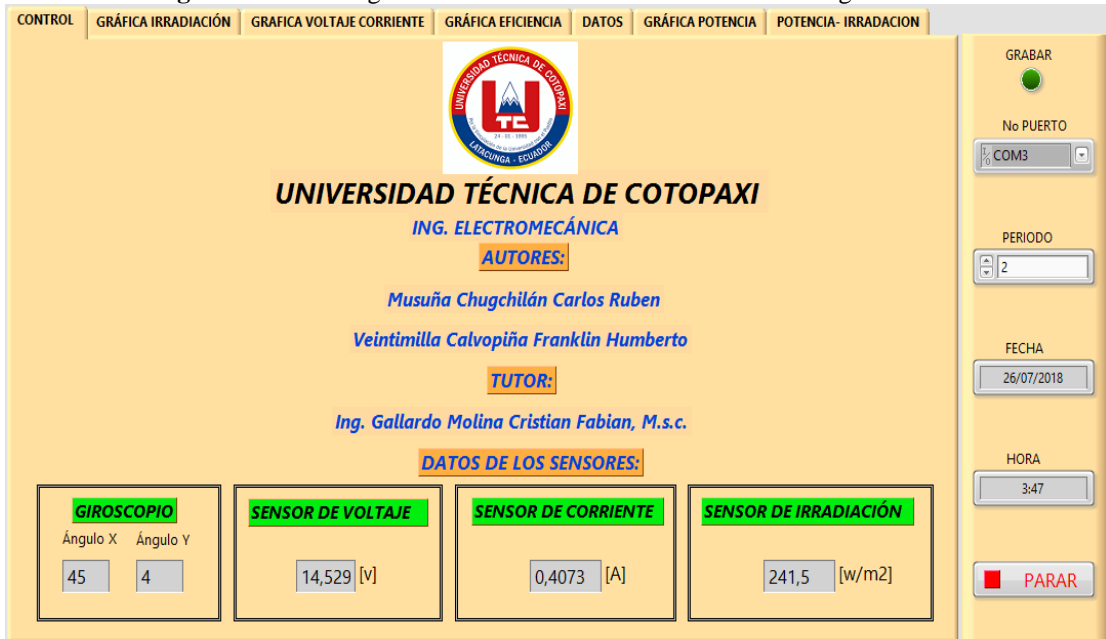 CONTROL GRÁFICA IRRADIACIÓN GRAFICA VOLTAJE CORRIENTE GRÁFICA EFICIENCIA DATOS GRÁFICA POTENCIA POTENCIA- IRRADACION
UNIVERSIDAD TÉCNICA DE COTOPAXI
UTC
LATACUNGA - ECUADOR
UNIVERSIDAD TÉCNICA DE COTOPAXI
ING. ELECTROMECÁNICA
AUTORES:
Musuña Chugchilán Carlos Ruben
Veintimilla Calvopiña Franklin Humberto
TUTOR:
Ing. Gallardo Molina Cristian Fabian, M.s.c.
DATOS DE LOS SENSORES:
GIROSCOPIO
Ángulo X Ángulo Y
45 4
SENSOR DE VOLTAJE
14,529 [v]
SENSOR DE CORRIENTE
0,4073 [A]
SENSOR DE IRRADIACIÓN
241,5 [w/m2]
GRABAR
No PUERTO
COM3
PERIODO
2
FECHA
26/07/2018
HORA
3:47
PARAR